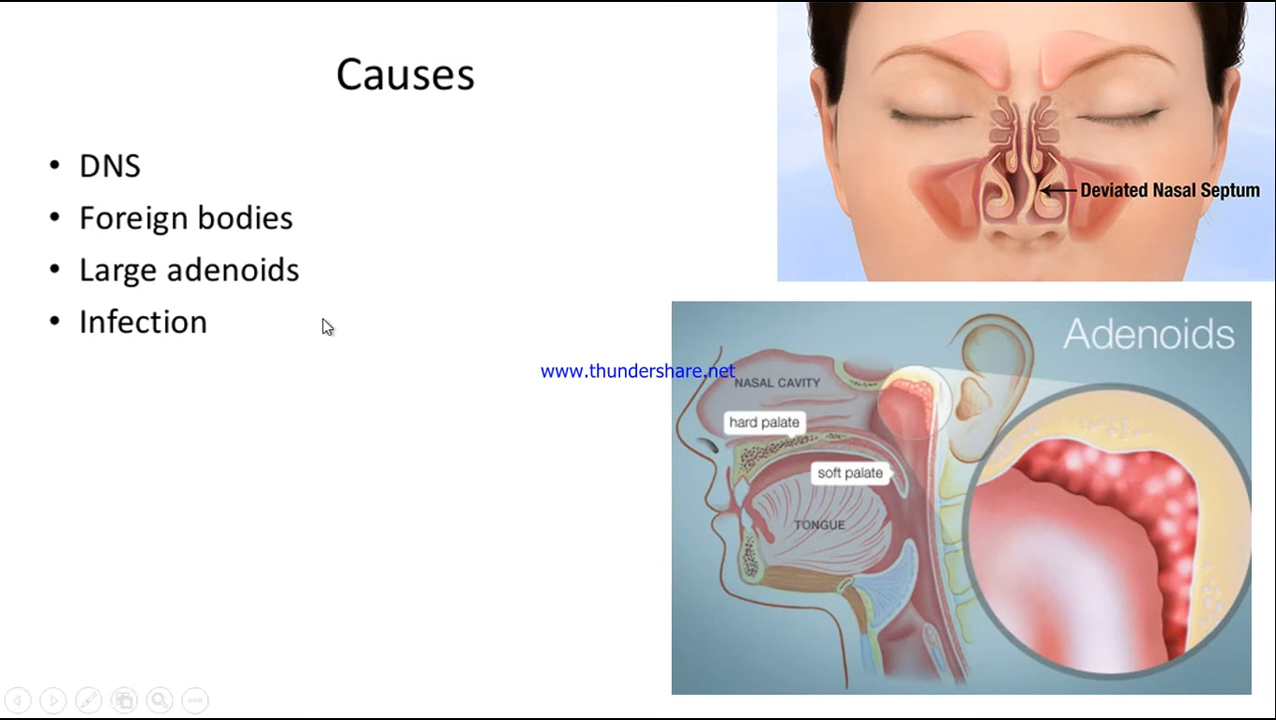 Causes
• DNS
• Foreign bodies
• Large adenoids
• Infection
Deviated Nasal Septum
www.thundershare.net
Adenoids
NASAL CAVITY
hard palate
soft palate
TONGUE